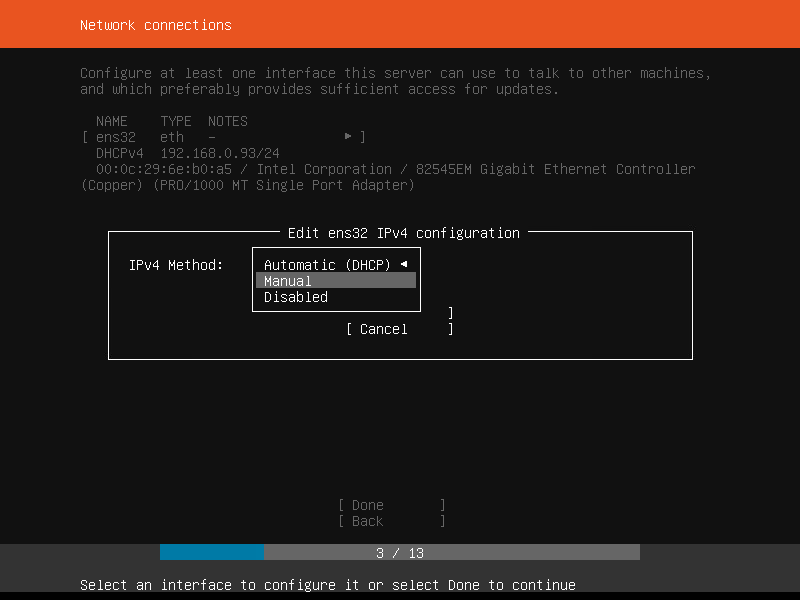 Network connections
Configure at least one interface this server can use to talk to other machines,
and which preferably provides sufficient access for updates.
NAME TYPE NOTES
[ ens32 eth – ▸ ]
DHCPv4 192.168.0.93/24
00:0c:29:6e:b0:a5 / Intel Corporation / 82545EM Gigabit Ethernet Controller
(Copper) (PRO/1000 MT Single Port Adapter)
Edit ens32 IPv4 configuration
IPv4 Method: Automatic (DHCP) ◂
Manual
Disabled
]
[ Cancel ]
[ Done ]
[ Back ]
3 / 13
Select an interface to configure it or select Done to continue